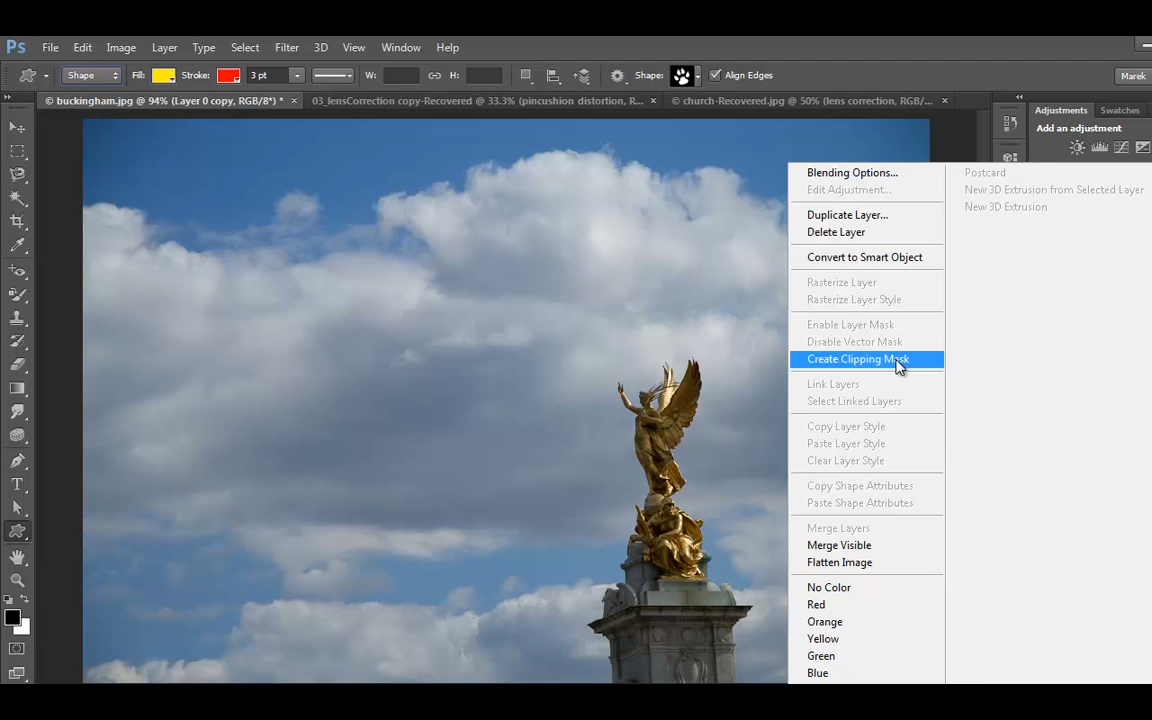 Ps File Edit Image Layer Type Select Filter 3D View Window Help
Shape Fill: Stroke: 3 pt W: H: Shape: Align Edges Marek
buckingham.jpg @ 94% (Layer 0 copy, RGB/8*) * × 03_lensCorrection copy-Recovered @ 33.3% (pincushion distortion, R... × © church-Recovered.jpg @ 50% (lens correction, RGB/... ×
Adjustments Swatches
Add an adjustment
Blending Options...
Edit Adjustment...
Duplicate Layer...
Delete Layer
Convert to Smart Object
Rasterize Layer
Rasterize Layer Style
Enable Layer Mask
Disable Vector Mask
Create Clipping Mask
Link Layers
Select Linked Layers
Copy Layer Style
Paste Layer Style
Clear Layer Style
Copy Shape Attributes
Paste Shape Attributes
Merge Layers
Merge Visible
Flatten Image
No Color
Red
Orange
Yellow
Green
Blue
Postcard
New 3D Extrusion from Selected Layer
New 3D Extrusion